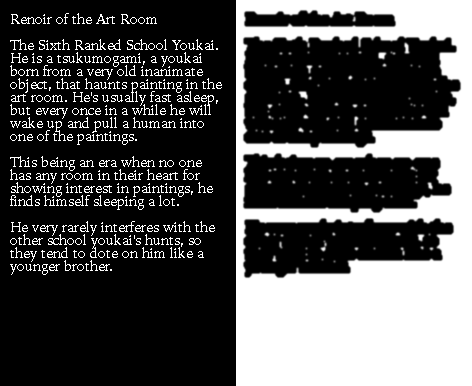 Renoir of the Art Room
The Sixth Ranked School Youkai.
He is a tsukumogami, a youkai
born from a very old inanimate
object, that haunts painting in the
art room. He's usually fast asleep,
but every once in a while he will
wake up and pull a human into
one of the paintings.
This being an era when no one
has any room in their heart for
showing interest in paintings, he
finds himself sleeping a lot.
He very rarely interferes with the
other school youkai's hunts, so
they tend to dote on him like a
younger brother.